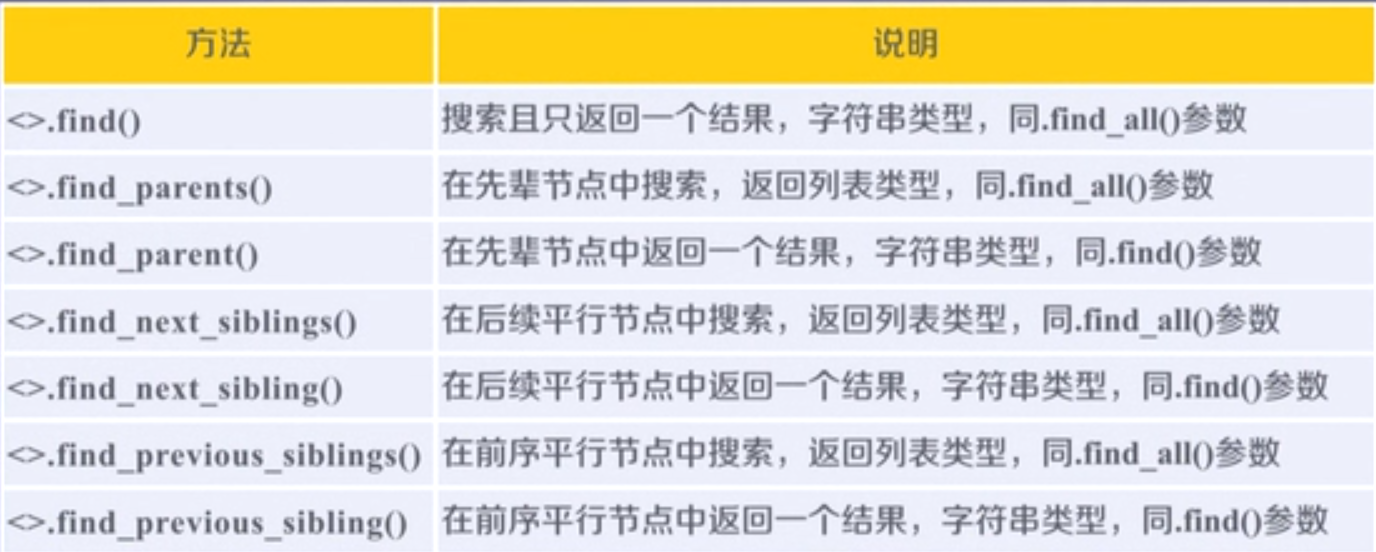 方法 说明
<>.find() 搜索且只返回一个结果，字符串类型，同.find_all()参数
<>.find_parents() 在先辈节点中搜索，返回列表类型，同.find_all()参数
<>.find_parent() 在先辈节点中返回一个结果，字符串类型，同.find()参数
<>.find_next_siblings() 在后续平行节点中搜索，返回列表类型，同.find_all()参数
<>.find_next_sibling() 在后续平行节点中返回一个结果，字符串类型，同.find()参数
<>.find_previous_siblings() 在前序平行节点中搜索，返回列表类型，同.find_all()参数
<>.find_previous_sibling() 在前序平行节点中返回一个结果，字符串类型，同.find()参数